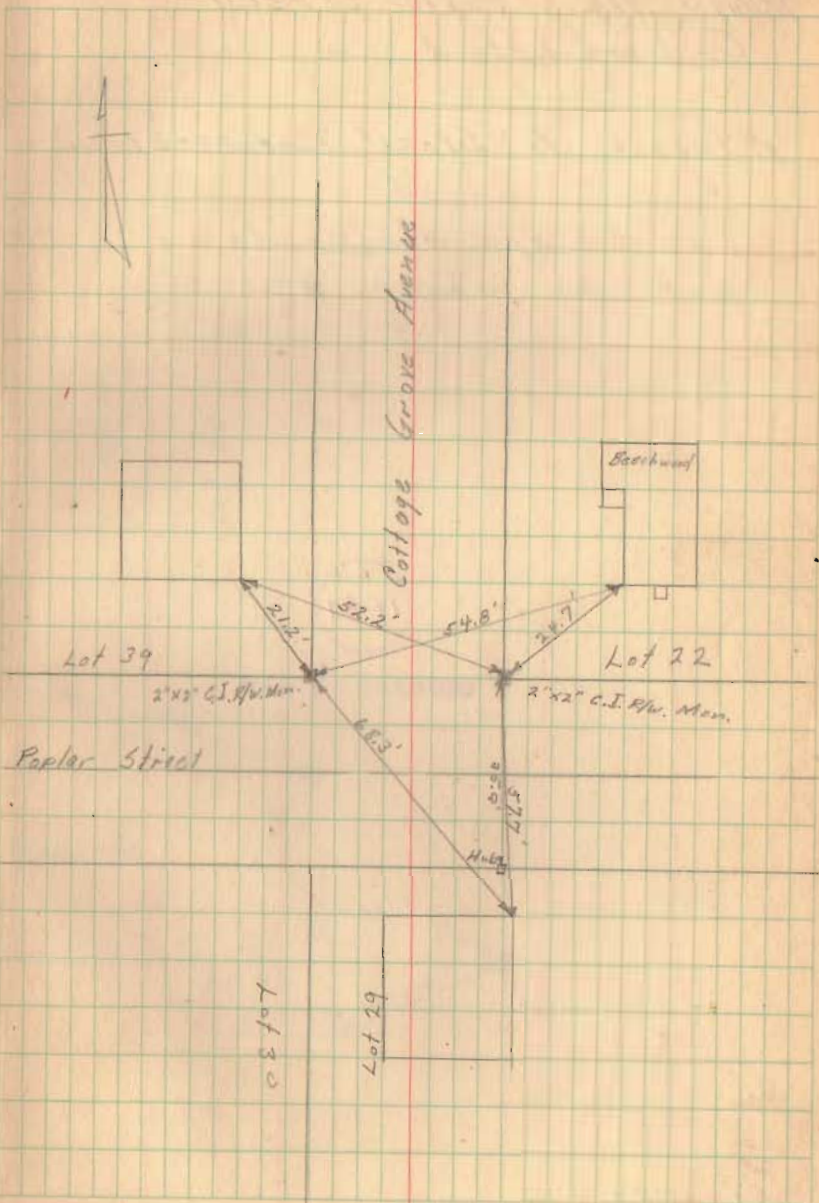 Cottage Grove Avenue
Beechwood
21.2'
52.2'
54.8'
Lot 39
Lot 22
2"x2" C.I. R/W. Mon.
2"x2" C.I. R/W. Mon.
68.3'
Poplar Street
57.7'
Hub
Lot 29
Lot 30